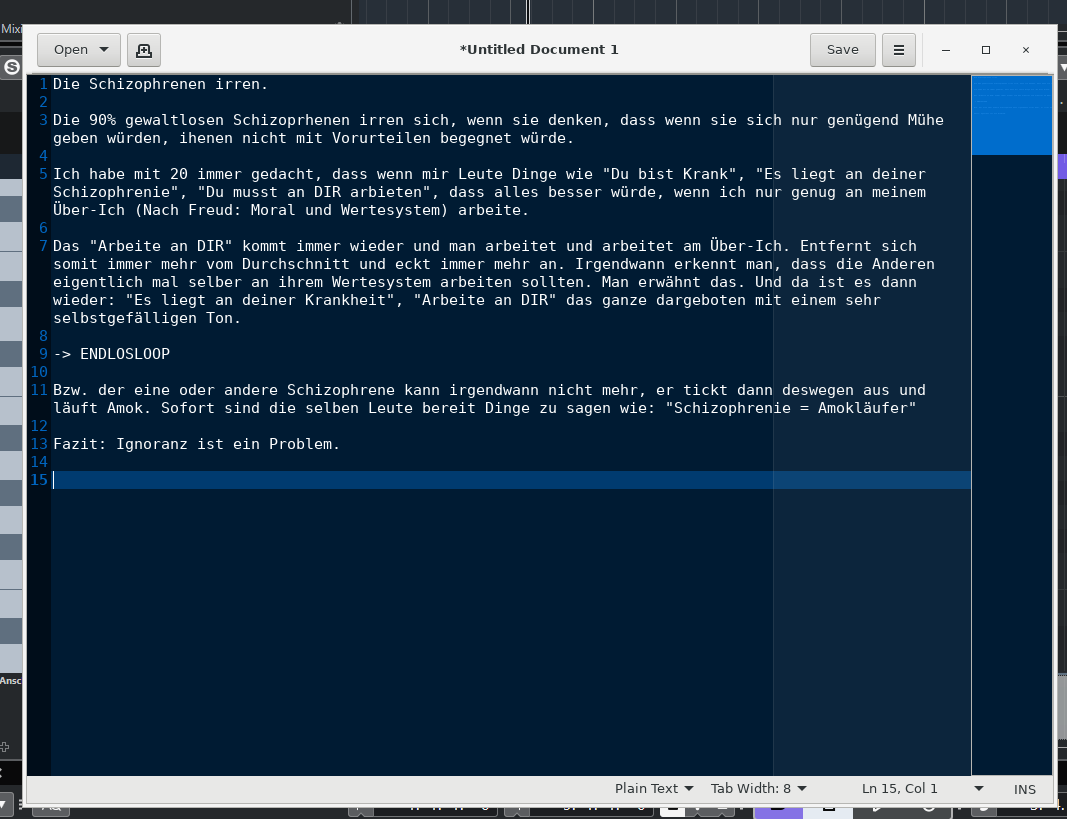 Mixi
Open
*Untitled Document 1
Save
1 Die Schizophrenen irren.
2
3 Die 90% gewaltlosen Schizoprhenen irren sich, wenn sie denken, dass wenn sie sich nur genügend Mühe
geben würden, ihenen nicht mit Vorurteilen begegnet würde.
4
5 Ich habe mit 20 immer gedacht, dass wenn mir Leute Dinge wie "Du bist Krank", "Es liegt an deiner
Schizophrenie", "Du musst an DIR arbieten", dass alles besser würde, wenn ich nur genug an meinem
Über-Ich (Nach Freud: Moral und Wertesystem) arbeite.
6
7 Das "Arbeite an DIR" kommt immer wieder und man arbeitet und arbeitet am Über-Ich. Entfernt sich
somit immer mehr vom Durchschnitt und eckt immer mehr an. Irgendwann erkennt man, dass die Anderen
eigentlich mal selber an ihrem Wertesystem arbeiten sollten. Man erwähnt das. Und da ist es dann
wieder: "Es liegt an deiner Krankheit", "Arbeite an DIR" das ganze dargeboten mit einem sehr
selbstgefälligen Ton.
8
9 -> ENDLOSLOOP
10
11 Bzw. der eine oder andere Schizophrene kann irgendwann nicht mehr, er tickt dann deswegen aus und
läuft Amok. Sofort sind die selben Leute bereit Dinge zu sagen wie: "Schizophrenie = Amokläufer"
12
13 Fazit: Ignoranz ist ein Problem.
14
15
Ansc
Plain Text
Tab Width: 8
Ln 15, Col 1
INS